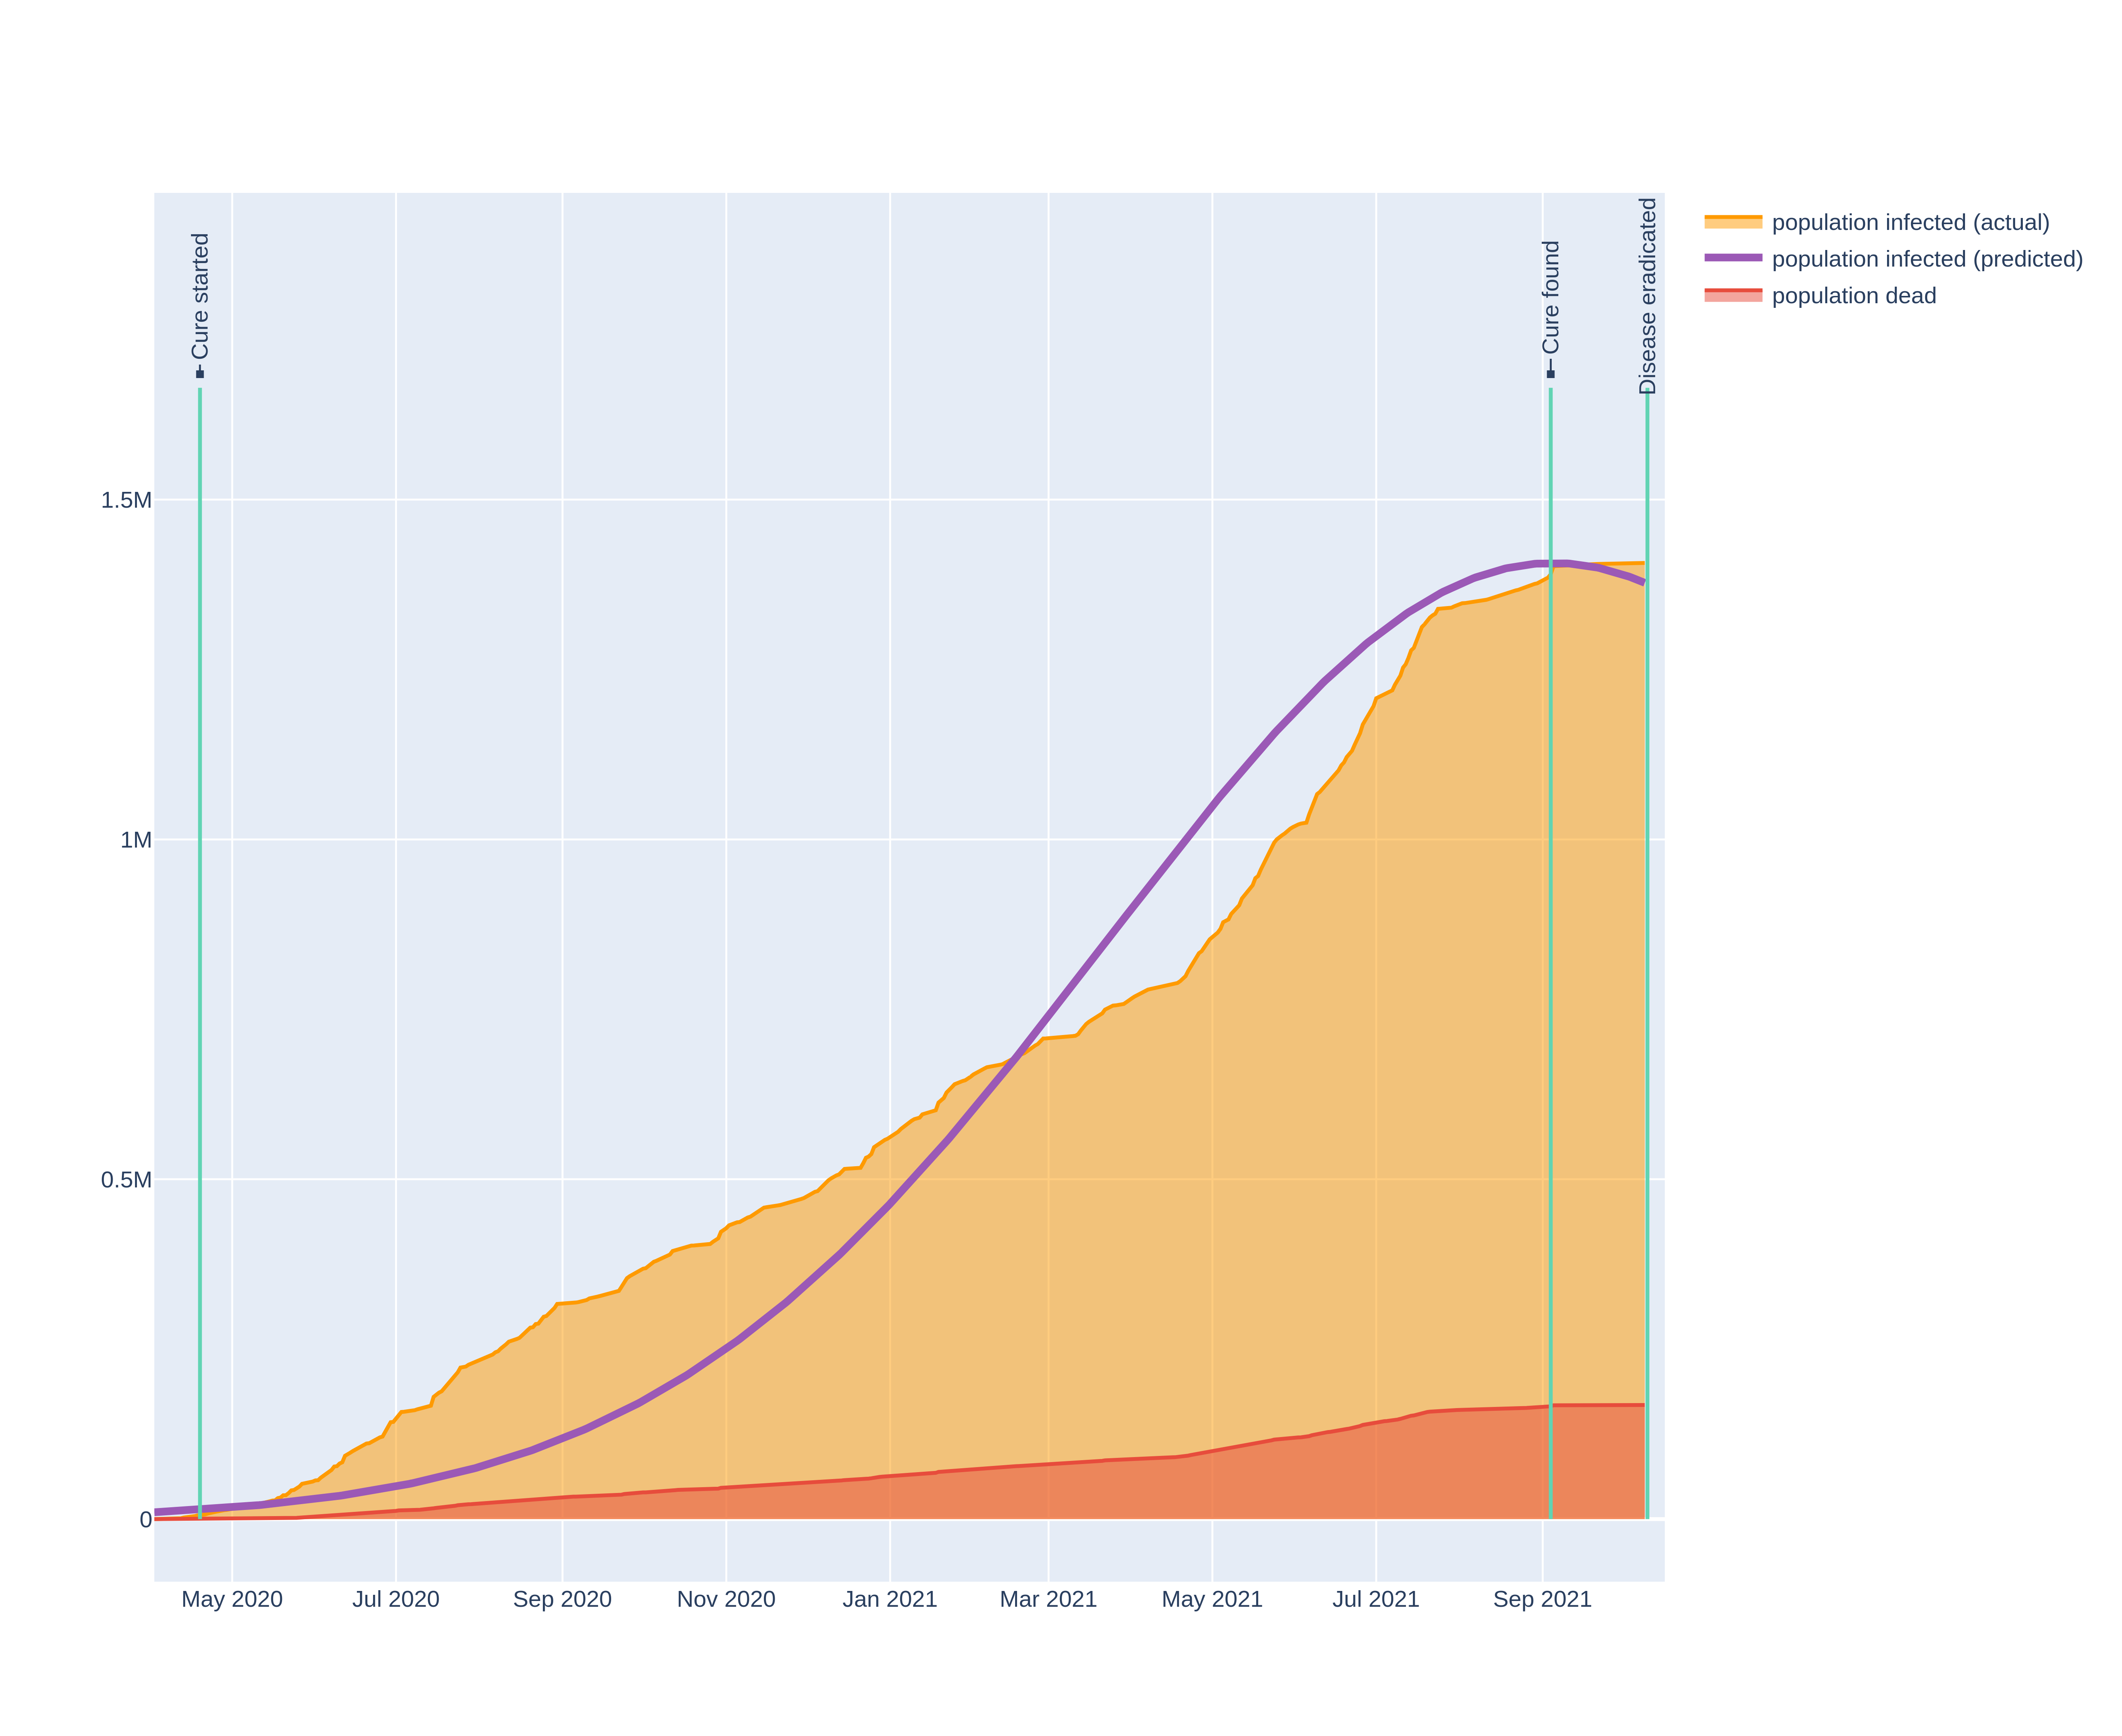 Cure started
Cure found
Disease eradicated
population infected (actual)
population infected (predicted)
population dead
1.5M
1M
0.5M
0
May 2020
Jul 2020
Sep 2020
Nov 2020
Jan 2021
Mar 2021
May 2021
Jul 2021
Sep 2021